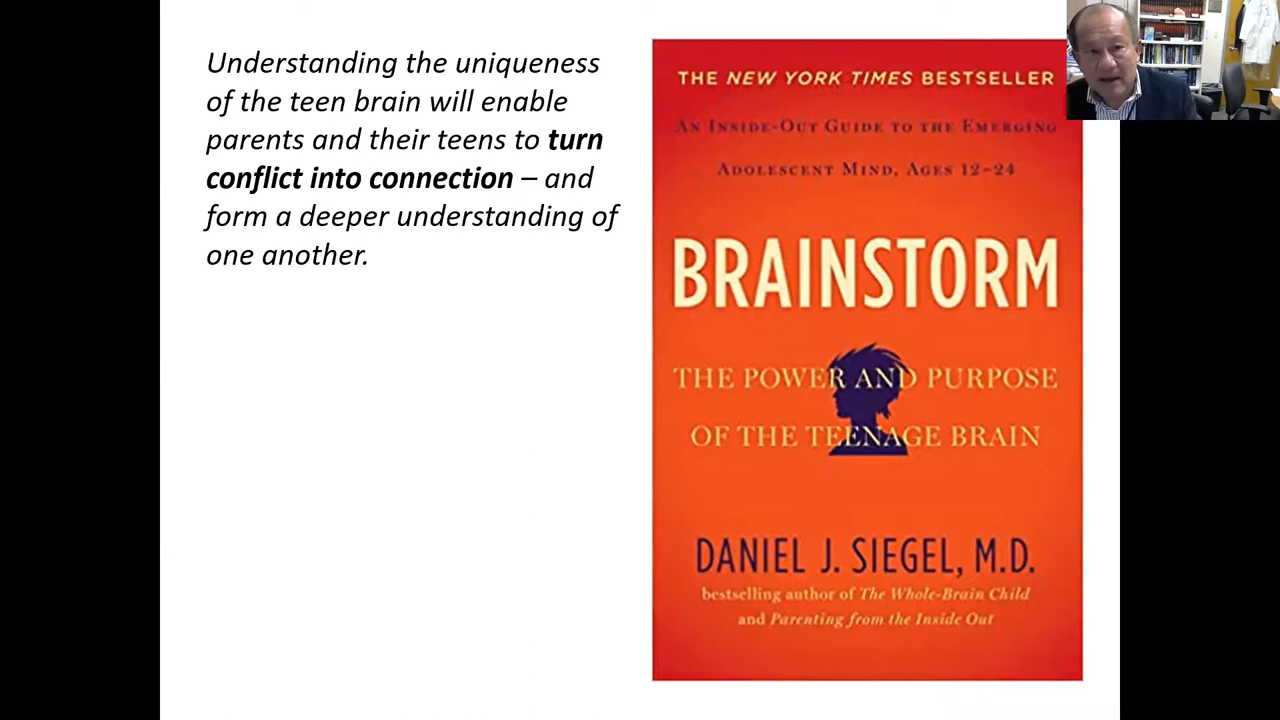 Understanding the uniqueness
of the teen brain will enable
parents and their teens to turn
conflict into connection – and
form a deeper understanding of
one another.
THE NEW YORK TIMES BESTSELLER
An Inside-Out Guide to the Emerging
Adolescent Mind, Ages 12–24
BRAINSTORM
THE POWER AND PURPOSE
OF THE TEENAGE BRAIN
DANIEL J. SIEGEL, M.D.
bestselling author of The Whole-Brain Child
and Parenting from the Inside Out